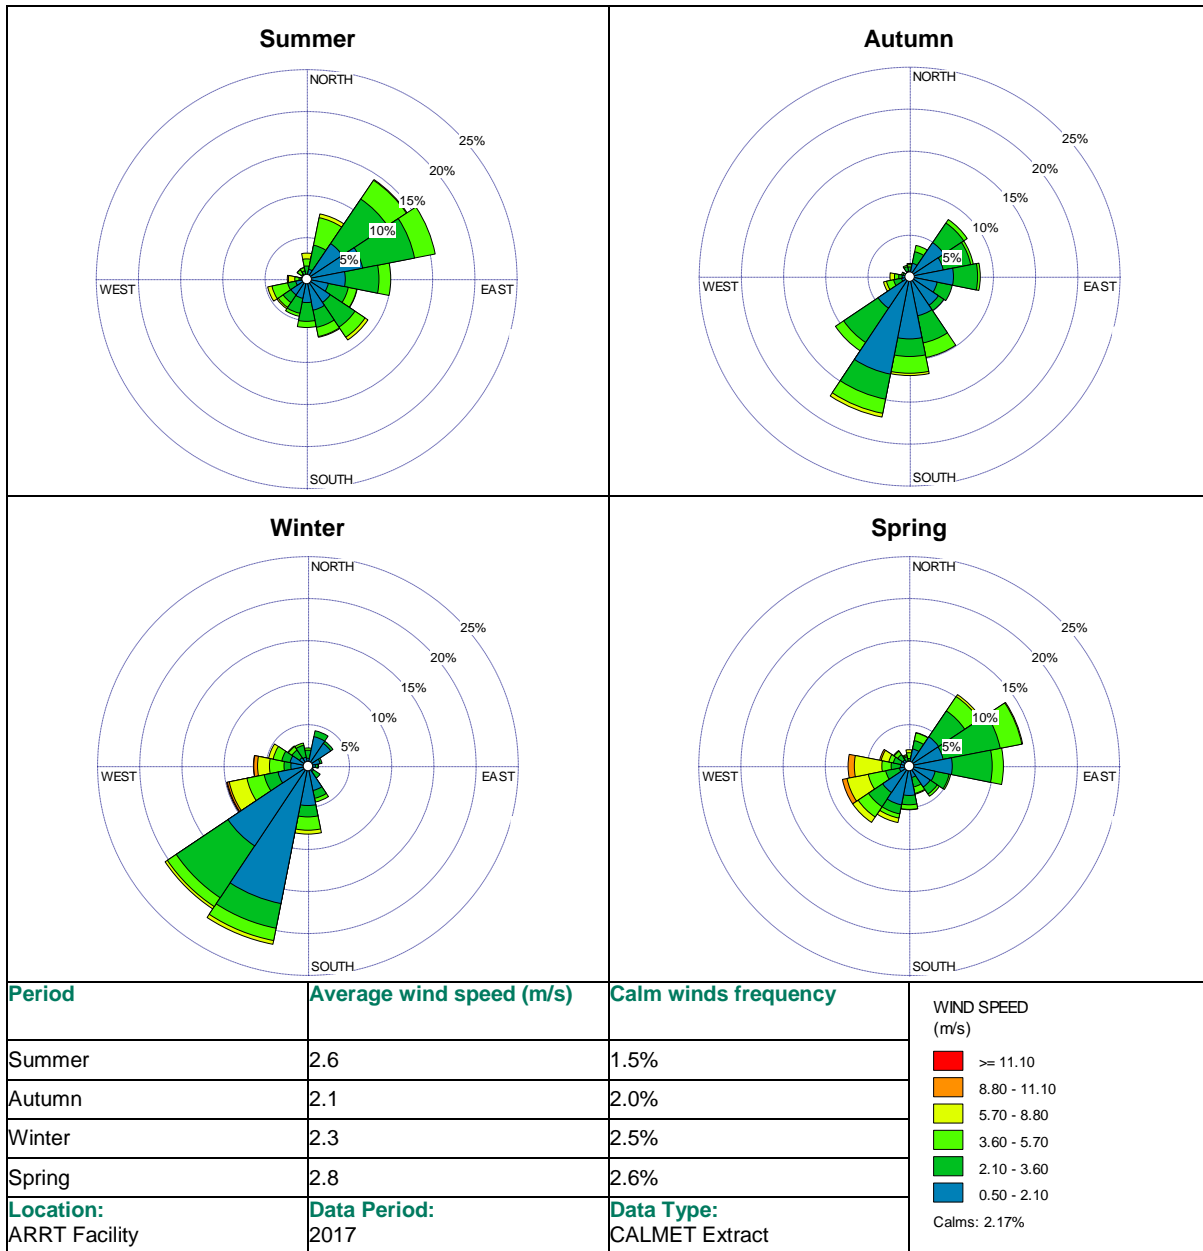 Summer
NORTH
25%
20%
15%
10%
5%
WEST
EAST
SOUTH
Autumn
NORTH
25%
20%
15%
10%
5%
WEST
EAST
SOUTH
Winter
NORTH
25%
20%
15%
10%
5%
WEST
EAST
SOUTH
Spring
NORTH
25%
20%
15%
10%
5%
WEST
EAST
SOUTH
Period Average wind speed (m/s) Calm winds frequency
Summer 2.6 1.5%
Autumn 2.1 2.0%
Winter 2.3 2.5%
Spring 2.8 2.6%
Location: Data Period: Data Type:
ARRT Facility 2017 CALMET Extract
WIND SPEED
(m/s)
>= 11.10
8.80 - 11.10
5.70 - 8.80
3.60 - 5.70
2.10 - 3.60
0.50 - 2.10
Calms: 2.17%